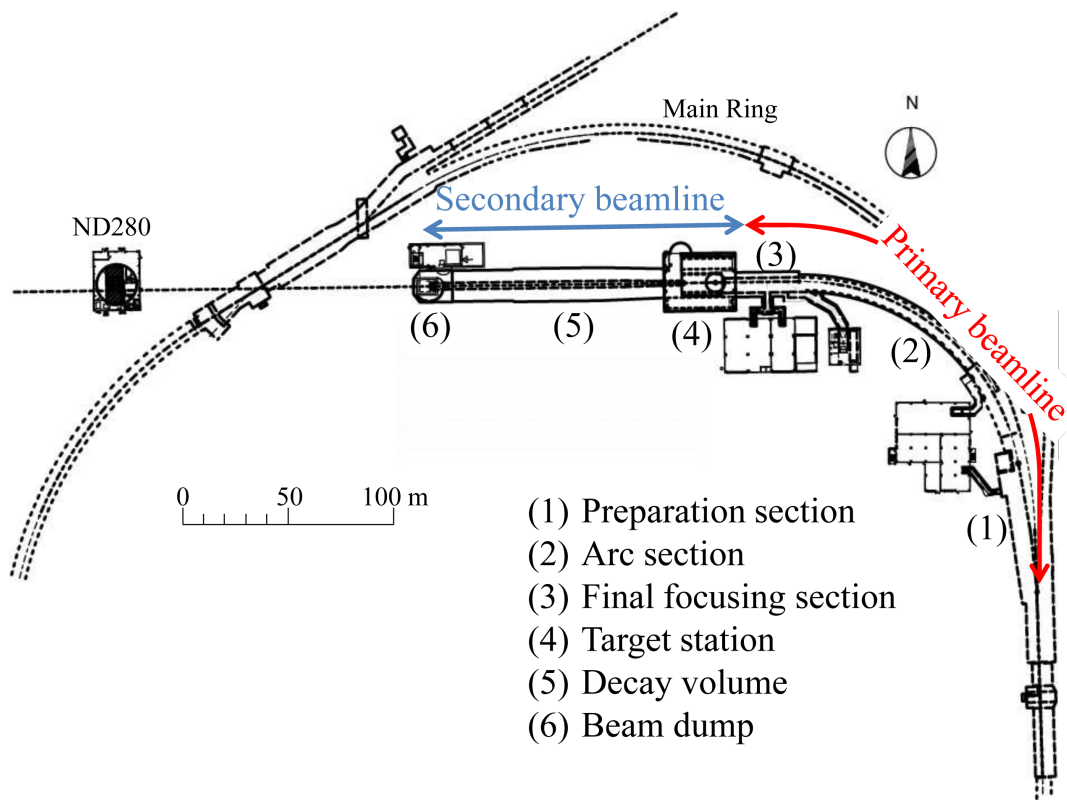 Main Ring
N
Secondary beamline
ND280
(3)
Primary beamline
(6)
(5)
(4)
(2)
0 50 100 m
(1)
(1) Preparation section
(2) Arc section
(3) Final focusing section
(4) Target station
(5) Decay volume
(6) Beam dump